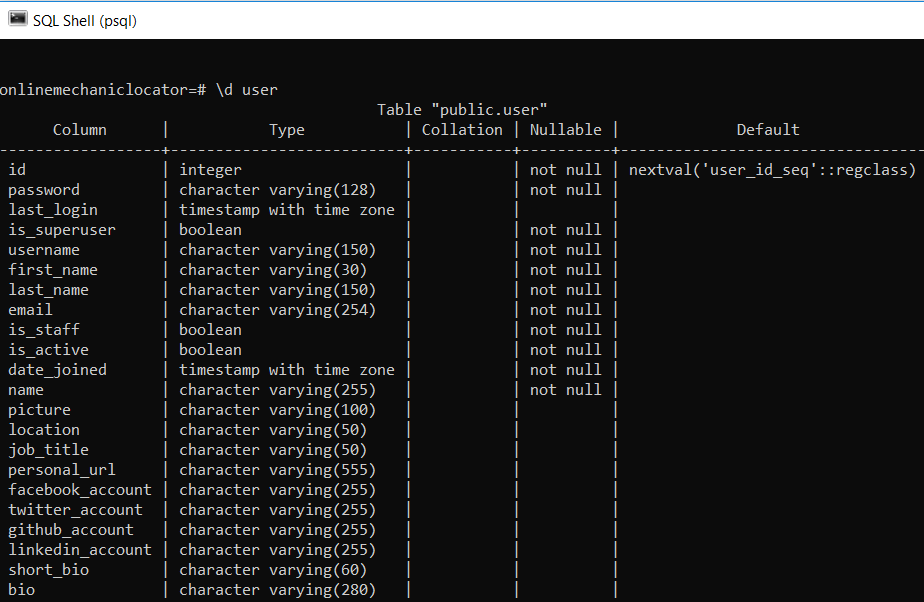 SQL Shell (psql)
onlinemechaniclocator=# \d user
Table "public.user"
Column | Type | Collation | Nullable | Default
-------------------+---------------------------+-----------+----------+----------------------------------
id | integer | | not null | nextval('user_id_seq'::regclass)
password | character varying(128) | | not null |
last_login | timestamp with time zone | | |
is_superuser | boolean | | not null |
username | character varying(150) | | not null |
first_name | character varying(30) | | not null |
last_name | character varying(150) | | not null |
email | character varying(254) | | not null |
is_staff | boolean | | not null |
is_active | boolean | | not null |
date_joined | timestamp with time zone | | not null |
name | character varying(255) | | not null |
picture | character varying(100) | | |
location | character varying(50) | | |
job_title | character varying(50) | | |
personal_url | character varying(555) | | |
facebook_account | character varying(255) | | |
twitter_account | character varying(255) | | |
github_account | character varying(255) | | |
linkedin_account | character varying(255) | | |
short_bio | character varying(60) | | |
bio | character varying(280) | | |